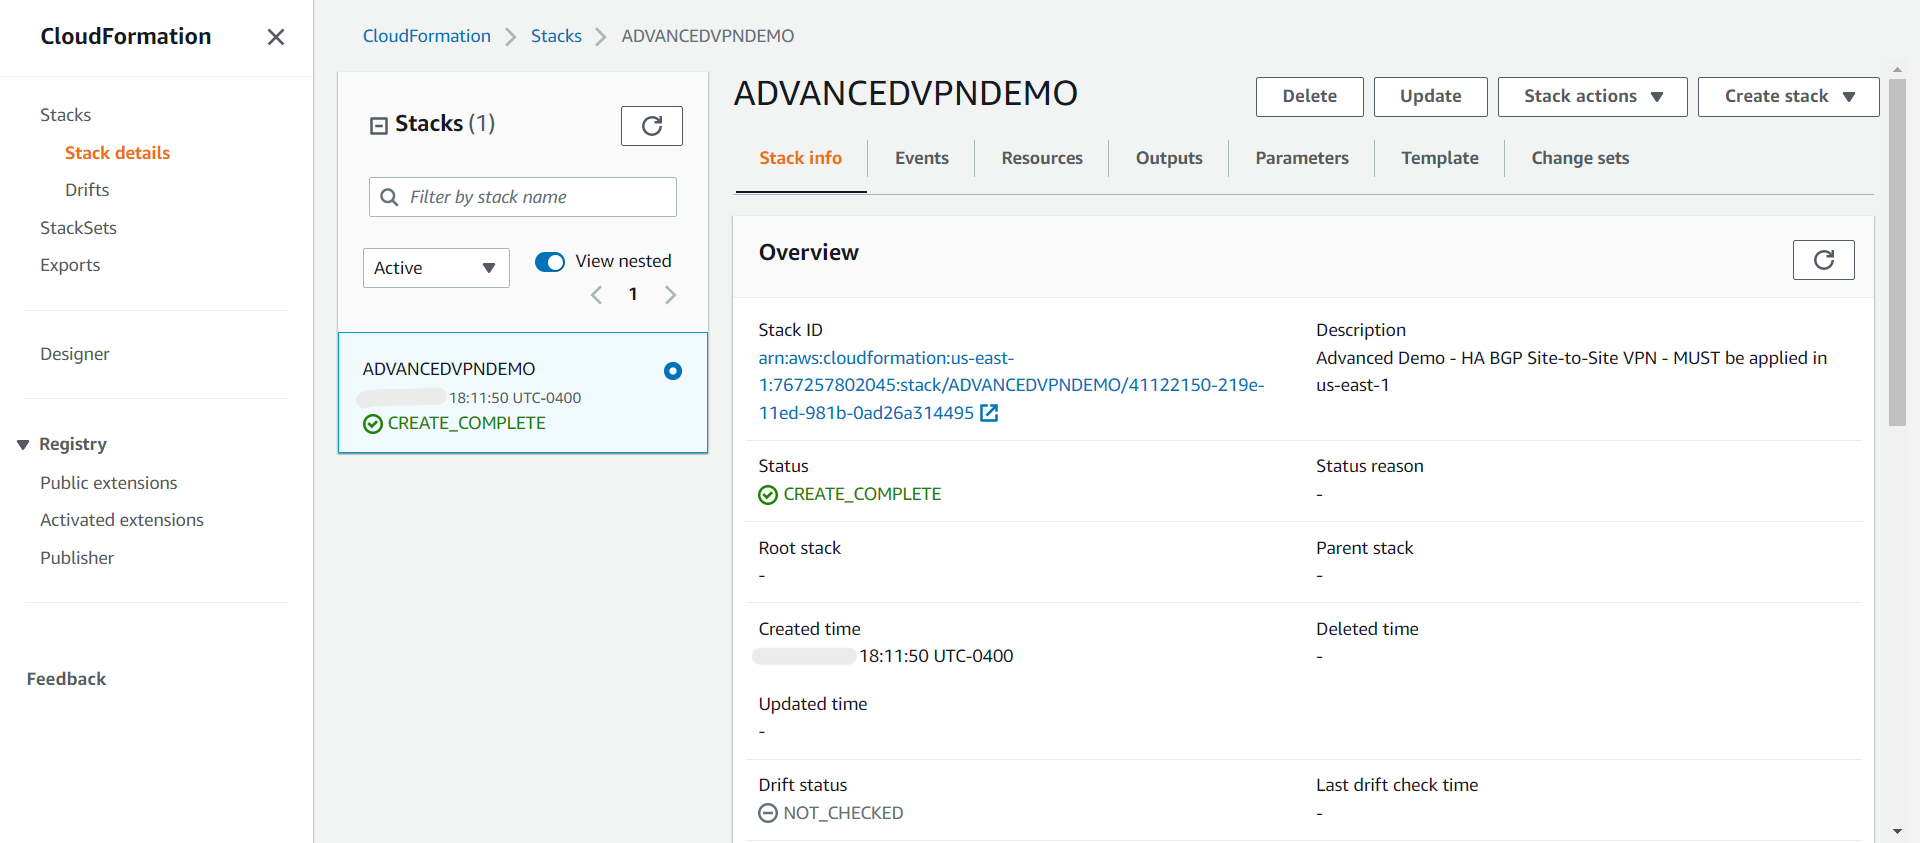 CloudFormation
Stacks
Stack details
Drifts
StackSets
Exports
Designer
Registry
Public extensions
Activated extensions
Publisher
Feedback
CloudFormation
Stacks
ADVANCEDVPNDEMO
Stacks (1)
Filter by stack name
Active
View nested
1
ADVANCEDVPNDEMO
18:11:50 UTC-0400
CREATE_COMPLETE
ADVANCEDVPNDEMO
Delete
Update
Stack actions
Create stack
Stack info
Events
Resources
Outputs
Parameters
Template
Change sets
Overview
Stack ID
arn:aws:cloudformation:us-east-
1:767257802045:stack/ADVANCEDVPNDEMO/41122150-219e-
11ed-981b-0ad26a314495
Description
Advanced Demo - HA BGP Site-to-Site VPN - MUST be applied in
us-east-1
Status
CREATE_COMPLETE
Status reason
-
Root stack
-
Parent stack
-
Created time
18:11:50 UTC-0400
Deleted time
-
Updated time
-
Drift status
NOT_CHECKED
Last drift check time
-